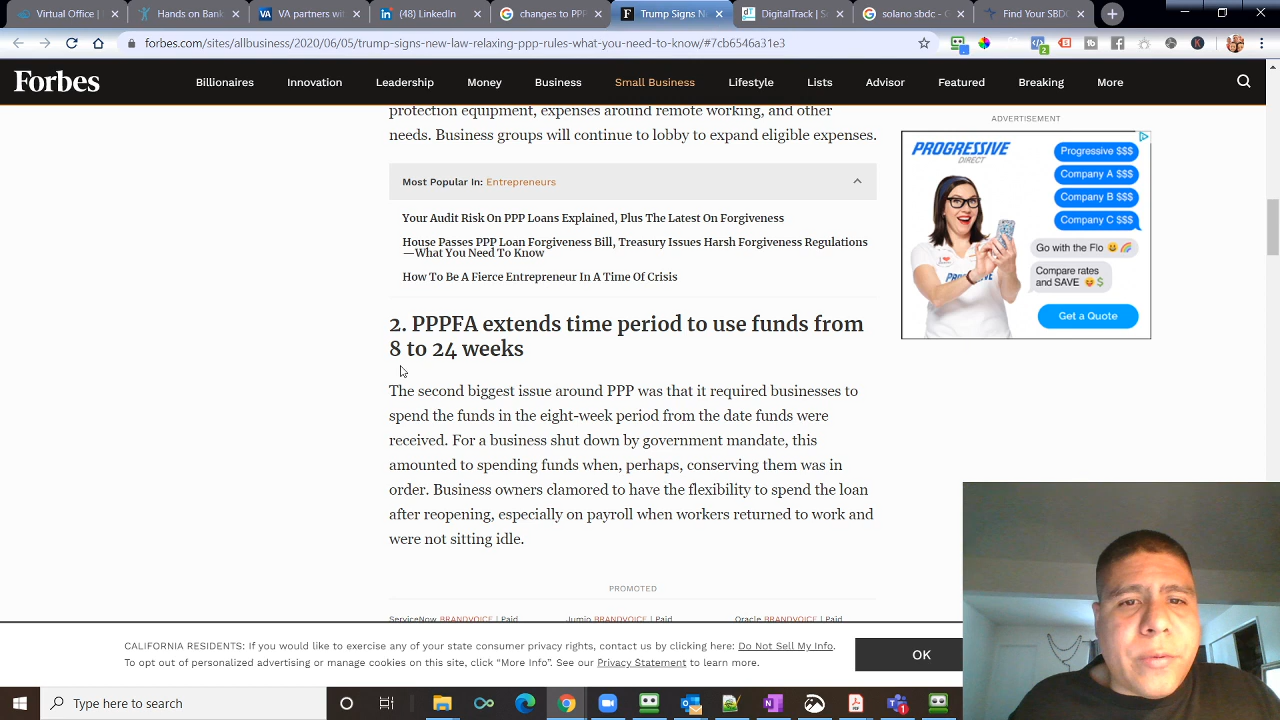 Virtual Office |
Hands on Bank
VA partners wit
(48) LinkedIn
changes to PPP
Trump Signs N
DigitalTrack | S
solano sbdc - G
Find Your SBDC
forbes.com/sites/allbusiness/2020/06/05/trump-signs-new-law-relaxing-ppp-rules-what-you-need-to-know/#7cb6546a31e3
Forbes
Billionaires
Innovation
Leadership
Money
Business
Small Business
Lifestyle
Lists
Advisor
Featured
Breaking
More
protection equipment, expenses around remote working, and other
needs. Business groups will continue to lobby to expand eligible expenses.
Most Popular In: Entrepreneurs
Your Audit Risk On PPP Loans Explained, Plus The Latest On Forgiveness
House Passes PPP Loan Forgiveness Bill, Treasury Issues Harsh Forgiveness Regulations
—What You Need To Know
How To Be A Fierce Entrepreneur In A Time Of Crisis
2. PPPFA extends time period to use funds from
8 to 24 weeks
The second biggest issue around PPP was that it required businesses to
spend the funds in the eight-week period from the date funds were
received. For a business shut down by government mandate, this
amounted to spending funds when, perhaps, conserving them was in
order. Business owners clamored to have the flexibility to spend the loan
after reopening, especially on payroll when workers returned to work and
were not sitting idle.
PROMOTED
ServiceNow BRANDVOICE | Paid
Jumio BRANDVOICE | Paid
Oracle BRANDVOICE | Paid
ADVERTISEMENT
PROGRESSIVE
DIRECT
Progressive $$$
Company A $$$
Company B $$$
Company C $$$
Go with the Flo
Compare rates
and SAVE
Get a Quote
CALIFORNIA RESIDENTS: If you would like to exercise any of your state consumer privacy rights, contact us by clicking here: Do Not Sell My Info.
To opt out of personalized advertising or manage cookies on this site, click "More Info". See our Privacy Statement to learn more.
OK
Type here to search